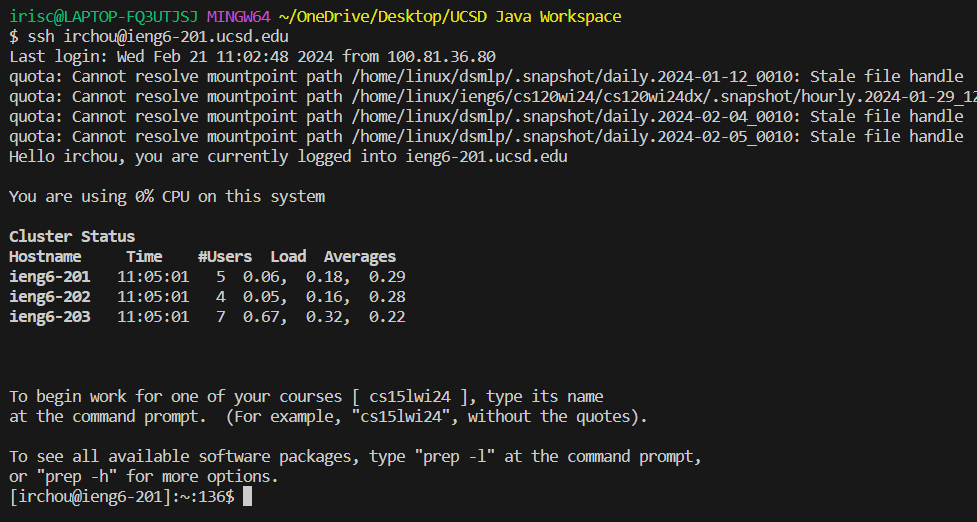 irisc@LAPTOP-FQ3UTJSJ MINGW64 ~/OneDrive/Desktop/UCSD Java Workspace
$ ssh irchou@ieng6-201.ucsd.edu
Last login: Wed Feb 21 11:02:48 2024 from 100.81.36.80
quota: Cannot resolve mountpoint path /home/linux/dsmlp/.snapshot/daily.2024-01-12_0010: Stale file handle
quota: Cannot resolve mountpoint path /home/linux/ieng6/cs120wi24/cs120wi24dx/.snapshot/hourly.2024-01-29_12
quota: Cannot resolve mountpoint path /home/linux/dsmlp/.snapshot/daily.2024-02-04_0010: Stale file handle
quota: Cannot resolve mountpoint path /home/linux/dsmlp/.snapshot/daily.2024-02-05_0010: Stale file handle
Hello irchou, you are currently logged into ieng6-201.ucsd.edu
You are using 0% CPU on this system
Cluster Status
Hostname     Time    #Users  Load  Averages
ieng6-201   11:05:01   5  0.06,  0.18,  0.29
ieng6-202   11:05:01   4  0.05,  0.16,  0.28
ieng6-203   11:05:01   7  0.67,  0.32,  0.22
To begin work for one of your courses [ cs15lwi24 ], type its name
at the command prompt.  (For example, "cs15lwi24", without the quotes).
To see all available software packages, type "prep -l" at the command prompt,
or "prep -h" for more options.
[irchou@ieng6-201]:~:136$